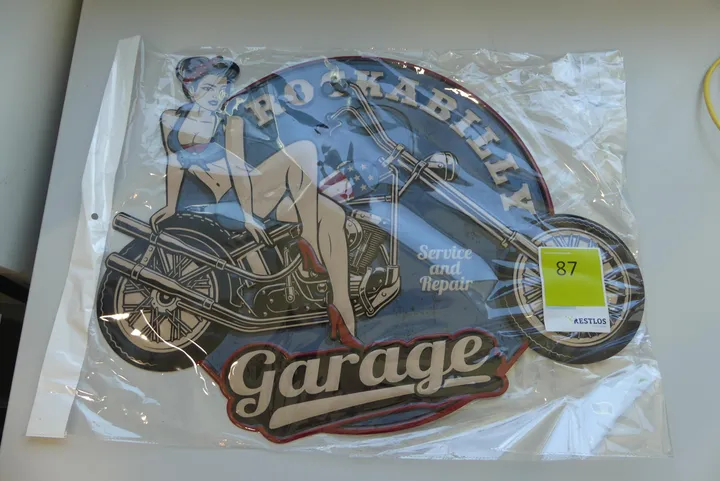 ROCKABILLY
Service
and
Repair
87
RESTLOS
Garage